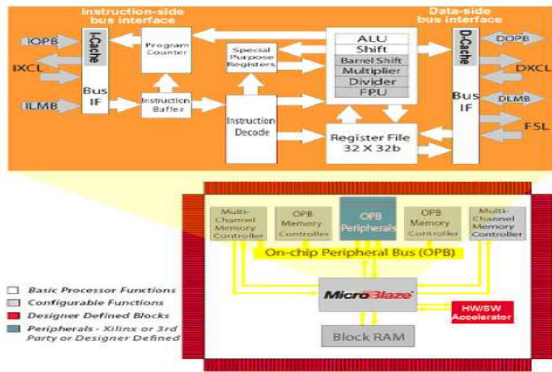 Instruction-side
bus interface
Data-side
bus interface
IOPB
IXCL
ILMB
I-Cache
Bus
IF
Program
Counter
Instruction
Buffer
Special
Purpose
Registers
Instruction
Decode
ALU
Shift
Barrel Shift
Multiplier
Divider
FPU
Register File
32 X 32b
D-Cache
Bus
IF
DOPB
DXCL
DLMB
FSL
Multi-
Channel
Memory
Controller
OPB
Memory
Controller
OPB
Peripherals
OPB
Memory
Controller
Multi-
Channel
Memory
Controller
On-chip Peripheral Bus (OPB)
MicroBlaze
HW/SW
Accelerator
Block RAM
Basic Processor Functions
Configurable Functions
Designer Defined Blocks
Peripherals - Xilinx or 3rd
Party or Designer Defined